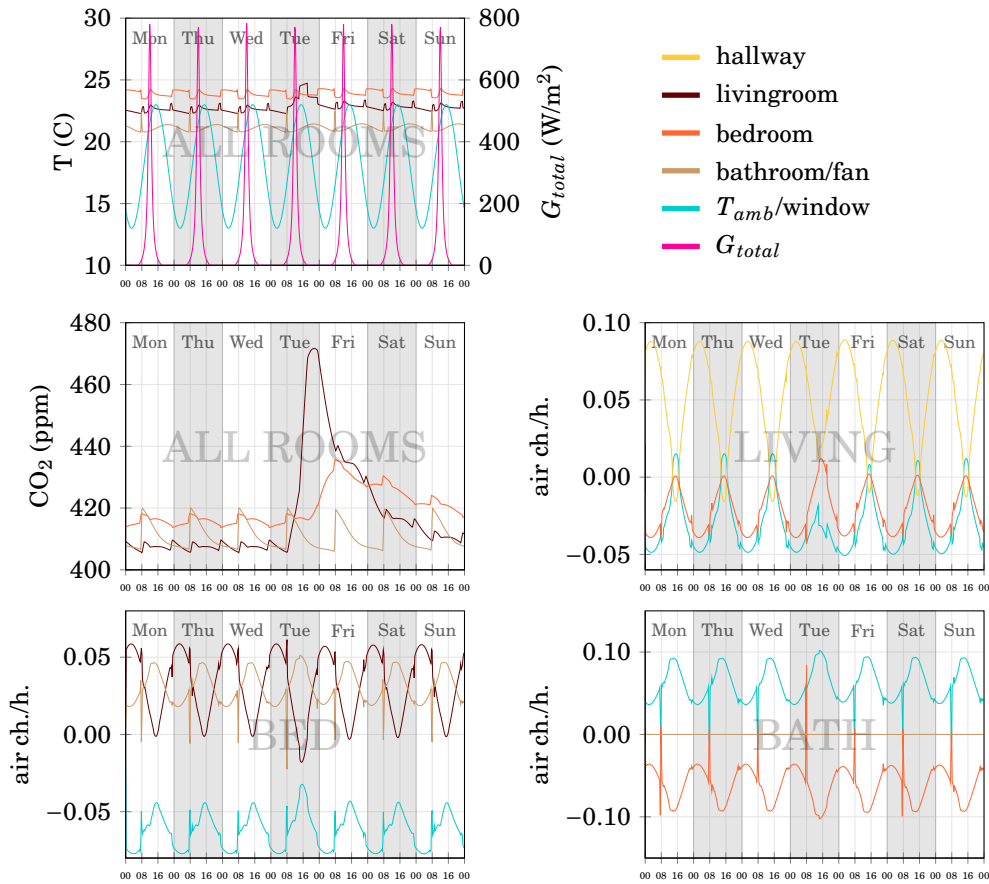 30
25
20
15
10
T (C)
Mon Thu Wed Tue Fri Sat Sun
ALL ROOMS
800
600
400
200
0
G_total (W/m²)
00 08 16 00 08 16 00 08 16 00 08 16 00 08 16 00 08 16 00 08 16 00
hallway
livingroom
bedroom
bathroom/fan
T_amb/window
G_total
480
460
440
420
400
CO₂ (ppm)
Mon Thu Wed Tue Fri Sat Sun
ALL ROOMS
00 08 16 00 08 16 00 08 16 00 08 16 00 08 16 00 08 16 00 08 16 00
0.10
0.05
0.00
−0.05
air ch./h.
Mon Thu Wed Tue Fri Sat Sun
LIVING
00 08 16 00 08 16 00 08 16 00 08 16 00 08 16 00 08 16 00 08 16 00
0.05
0.00
−0.05
air ch./h.
Mon Thu Wed Tue Fri Sat Sun
BED
00 08 16 00 08 16 00 08 16 00 08 16 00 08 16 00 08 16 00 08 16 00
0.10
0.05
0.00
−0.05
−0.10
air ch./h.
Mon Thu Wed Tue Fri Sat Sun
BATH
00 08 16 00 08 16 00 08 16 00 08 16 00 08 16 00 08 16 00 08 16 00